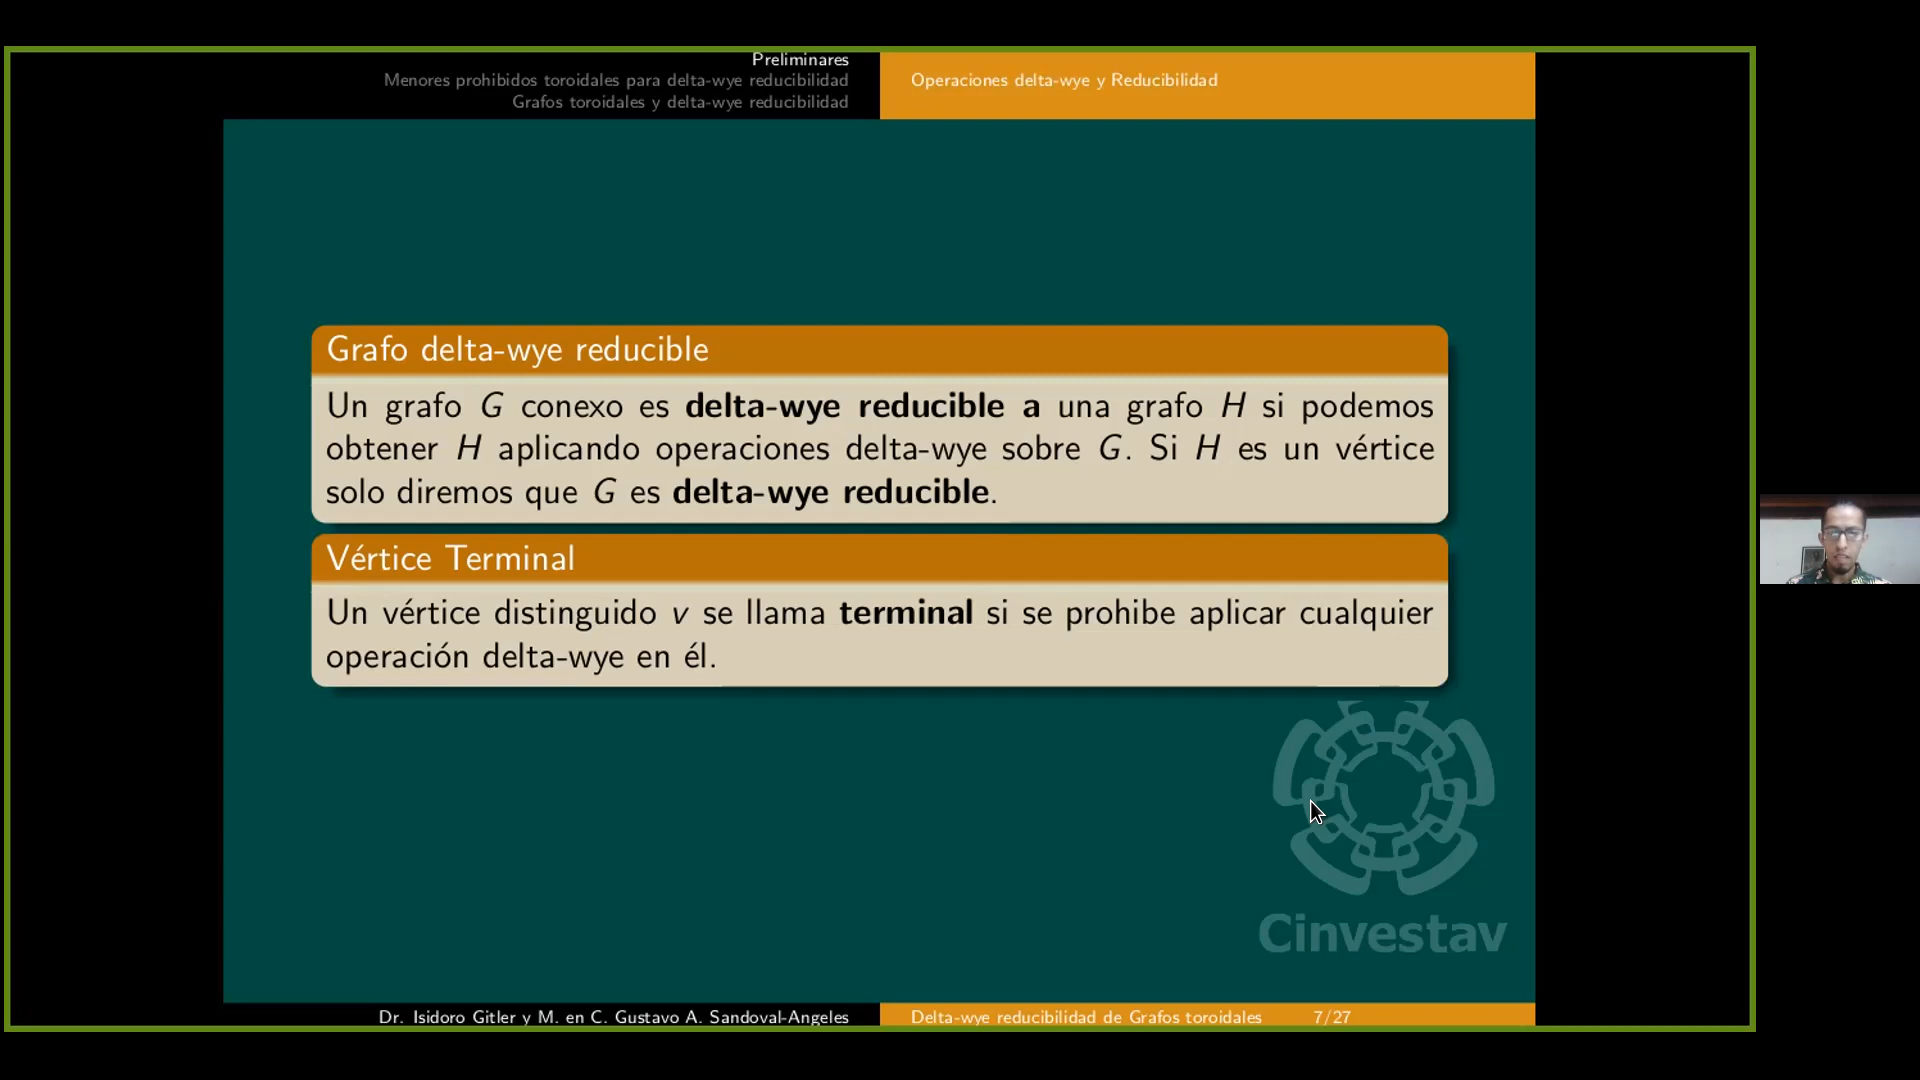 Preliminares
Menores prohibidos toroidales para delta-wye reducibilidad
Grafos toroidales y delta-wye reducibilidad
Operaciones delta-wye y Reducibilidad
Grafo delta-wye reducible
Un grafo G conexo es delta-wye reducible a una grafo H si podemos
obtener H aplicando operaciones delta-wye sobre G. Si H es un vértice
solo diremos que G es delta-wye reducible.
Vértice Terminal
Un vértice distinguido v se llama terminal si se prohibe aplicar cualquier
operación delta-wye en él.
Cinvestav
Dr. Isidoro Gitler y M. en C. Gustavo A. Sandoval-Angeles
Delta-wye reducibilidad de Grafos toroidales 7/27